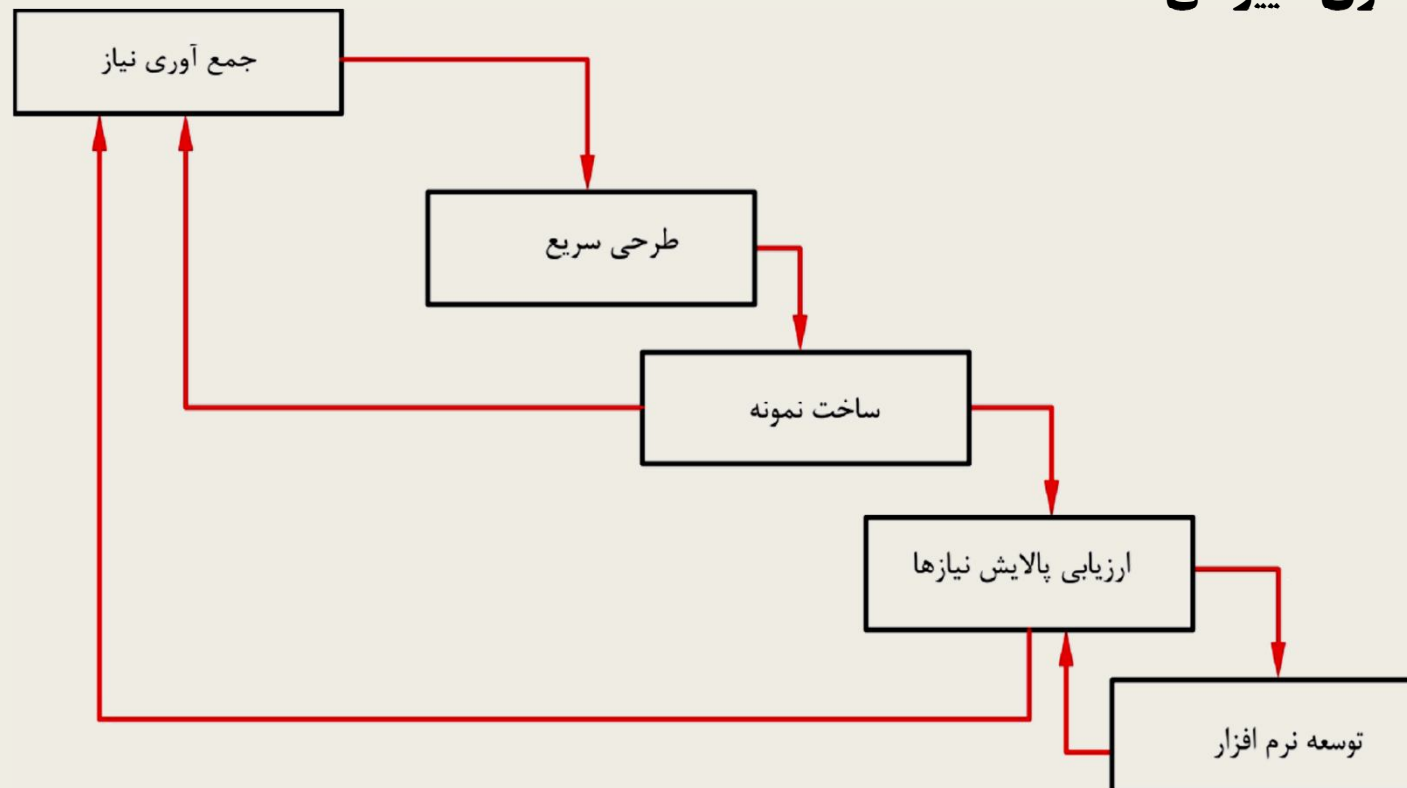 جمع آوری نیاز
طرحی سریع
ساخت نمونه
ارزیابی پالایش نیازها
توسعه نرم افزار